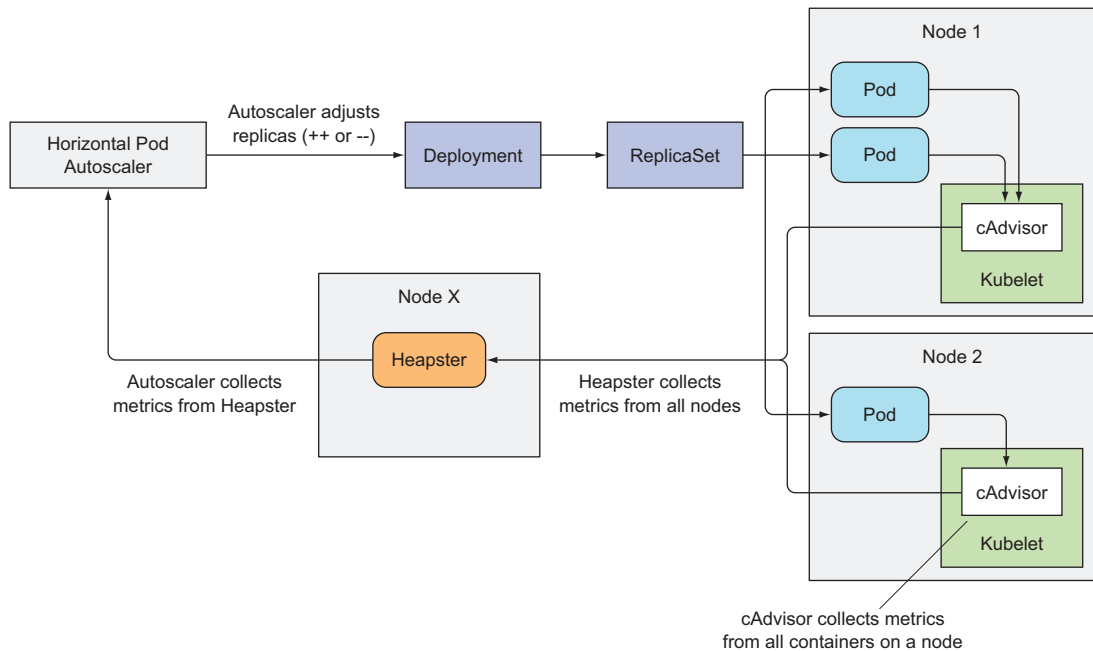 Node 1
Pod
Autoscaler adjusts
replicas (++ or --)
Horizontal Pod
Autoscaler
Deployment
ReplicaSet
Pod
cAdvisor
Kubelet
Node X
Heapster
Autoscaler collects
metrics from Heapster
Heapster collects
metrics from all nodes
Node 2
Pod
cAdvisor
Kubelet
cAdvisor collects metrics
from all containers on a node